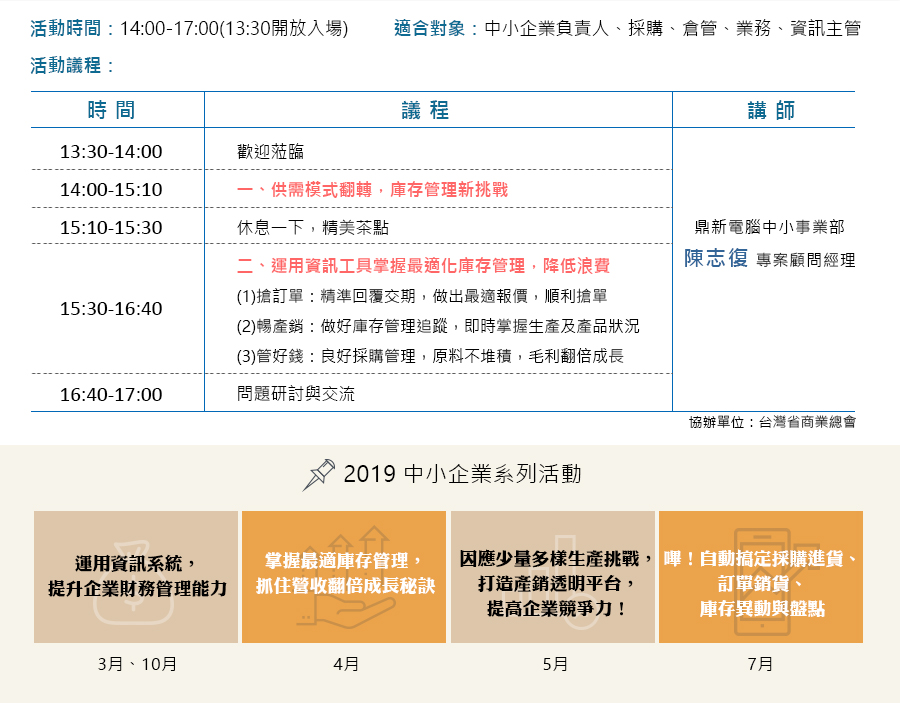 活動時間：14:00-17:00(13:30開放入場)　適合對象：中小企業負責人、採購、倉管、業務、資訊主管
活動議程：
時間　議程　講師
13:30-14:00　歡迎蒞臨
14:00-15:10　一、供需模式翻轉，庫存管理新挑戰
15:10-15:30　休息一下，精美茶點
鼎新電腦中小事業部
陳志復 專案顧問經理
15:30-16:40
二、運用資訊工具掌握最適化庫存管理，降低浪費
(1)搶訂單：精準回覆交期，做出最適報價，順利搶單
(2)暢產銷：做好庫存管理追蹤，即時掌握生產及產品狀況
(3)管好錢：良好採購管理，原料不堆積，毛利翻倍成長
16:40-17:00　問題研討與交流
協辦單位：台灣省商業總會
2019 中小企業系列活動
運用資訊系統，
提升企業財務管理能力
3月、10月
掌握最適庫存管理，
抓住營收翻倍成長秘訣
4月
因應少量多樣生產挑戰，
打造產銷透明平台，
提高企業競爭力！
5月
嗶！自動搞定採購進貨、
訂單銷貨、
庫存異動與盤點
7月